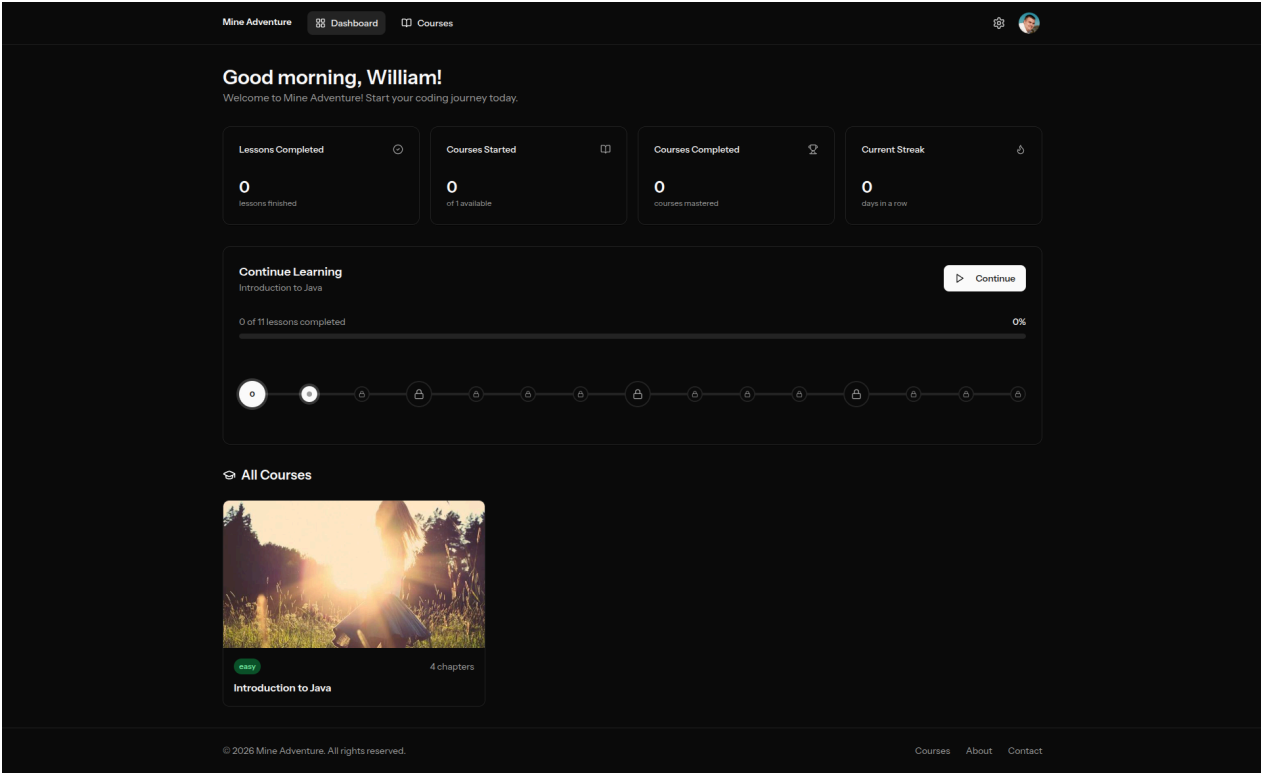 Mine Adventure
Dashboard
Courses
Good morning, William!
Welcome to Mine Adventure! Start your coding journey today.
Lessons Completed
0
lessons finished
Courses Started
0
of 1 available
Courses Completed
0
courses mastered
Current Streak
0
days in a row
Continue Learning
Introduction to Java
Continue
0 of 11 lessons completed
0%
0
All Courses
easy
4 chapters
Introduction to Java
© 2026 Mine Adventure. All rights reserved.
Courses
About
Contact